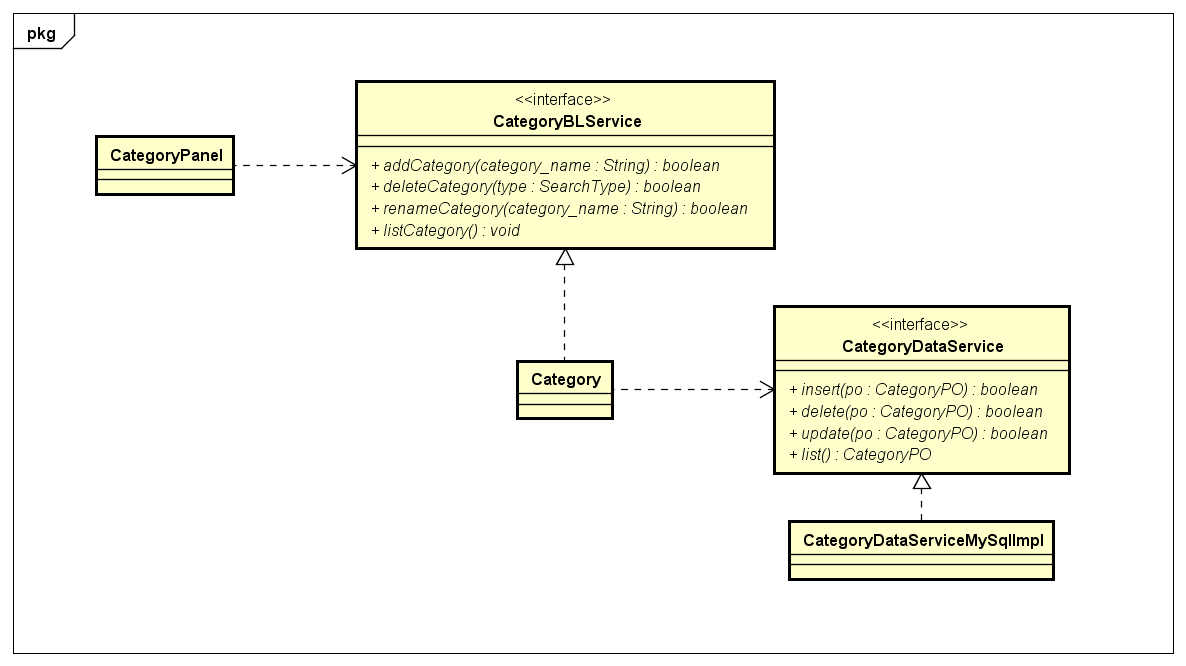 pkg
<<interface>>
CategoryBLService
CategoryPanel
+ addCategory(category_name : String) : boolean
+ deleteCategory(type : SearchType) : boolean
+ renameCategory(category_name : String) : boolean
+ listCategory() : void
<<interface>>
CategoryDataService
Category
+ insert(po : CategoryPO) : boolean
+ delete(po : CategoryPO) : boolean
+ update(po : CategoryPO) : boolean
+ list() : CategoryPO
CategoryDataServiceMySqlImpl